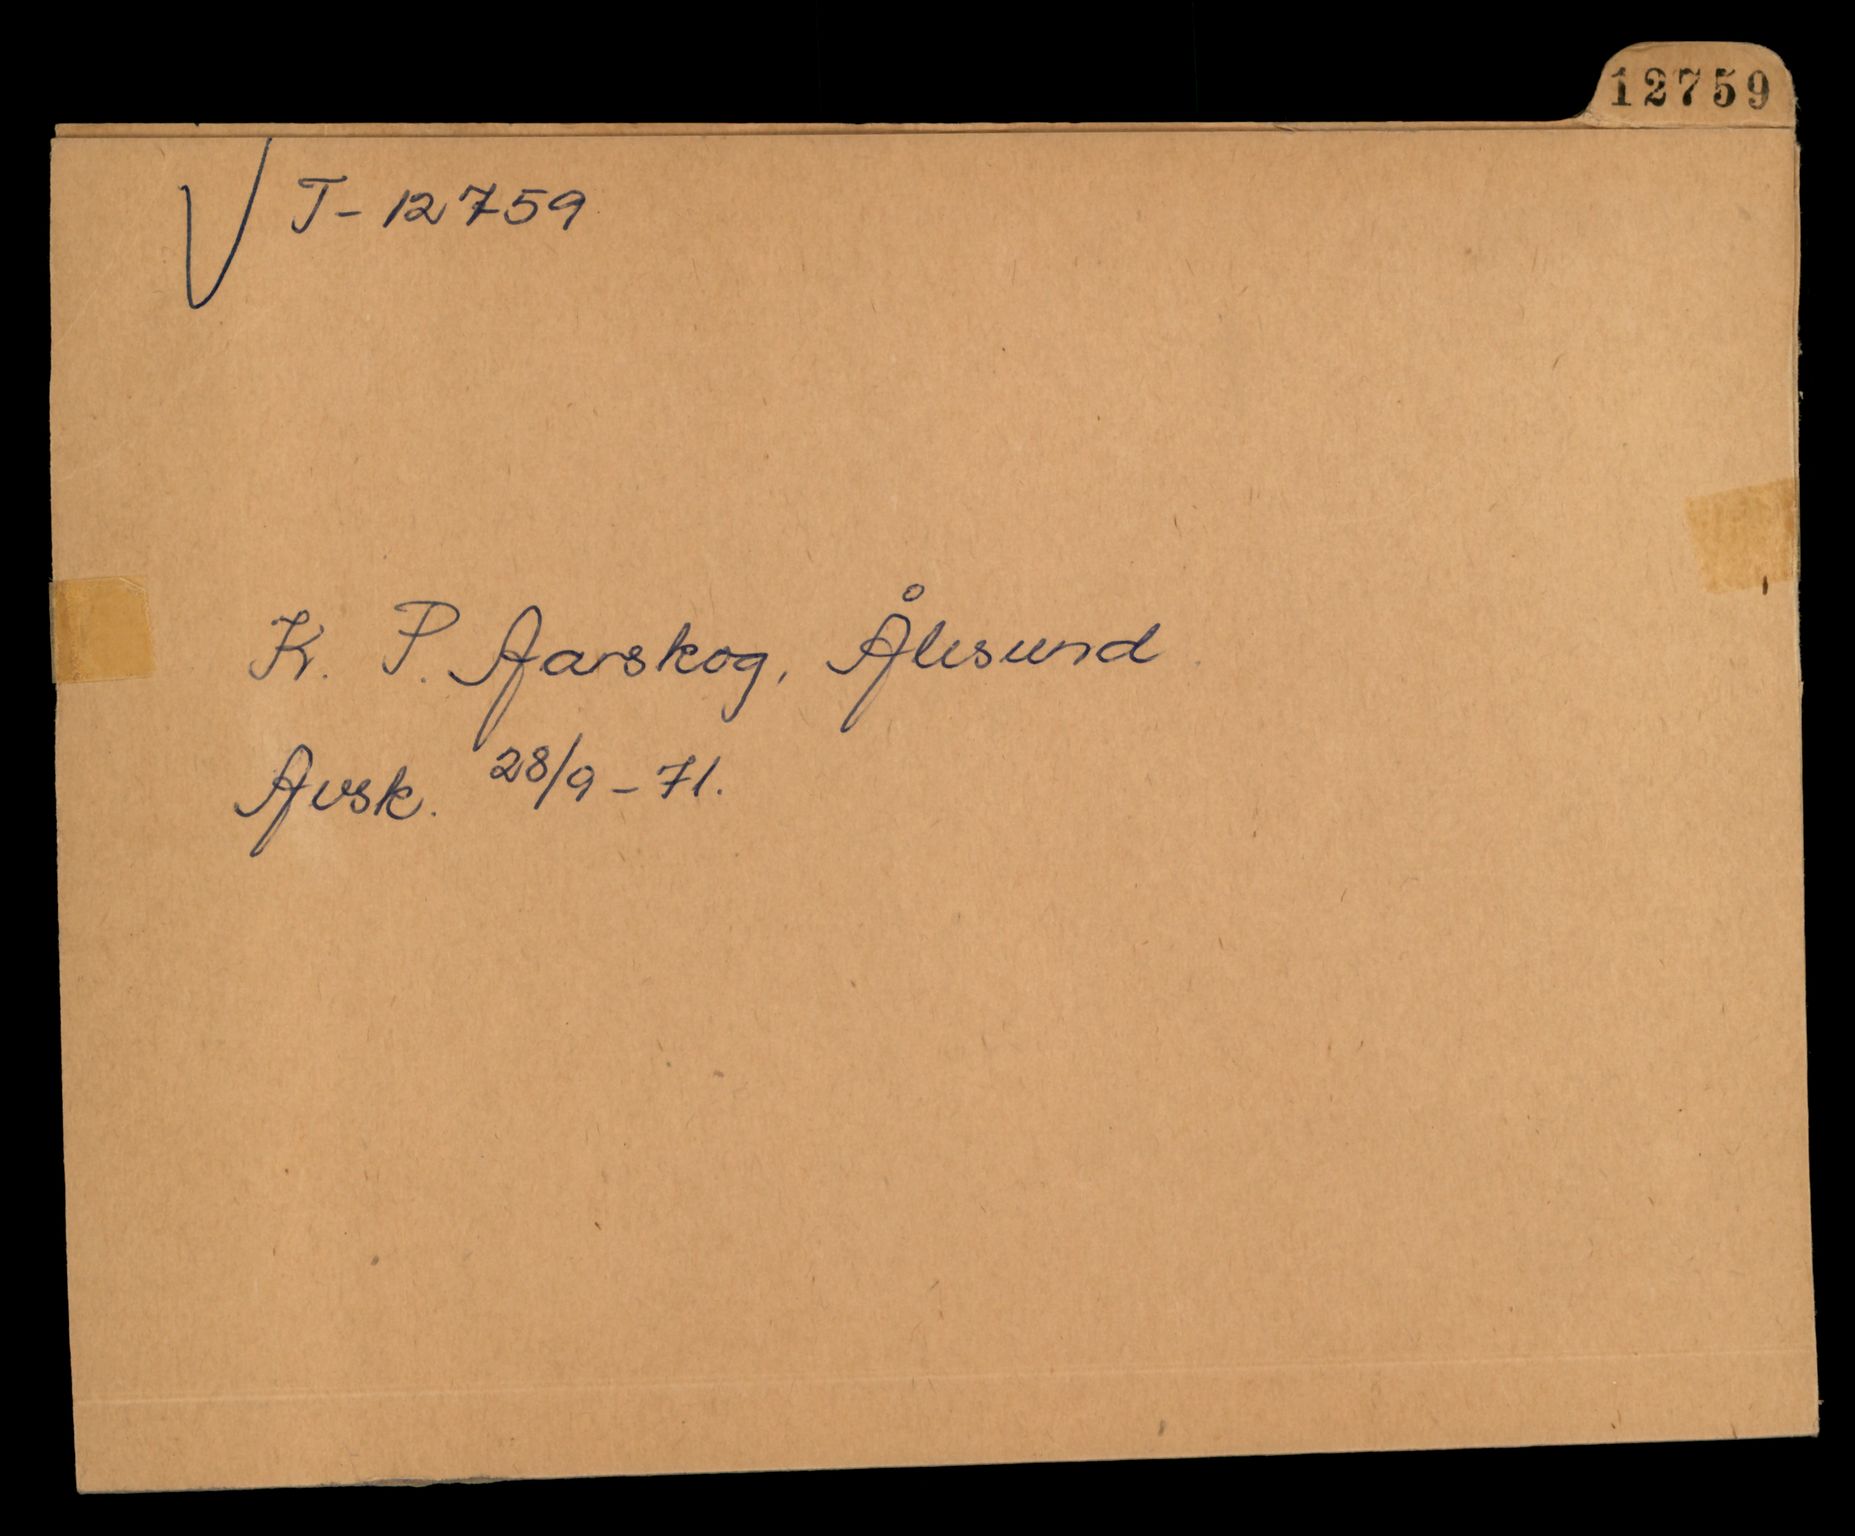 12759
T-12759
K. P. Aarskog, Ålesund.
Avsk. 28/9-71.